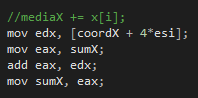 //mediaX += x[i];
mov edx, [coordX + 4*esi];
mov eax, sumX;
add eax, edx;
mov sumX, eax;